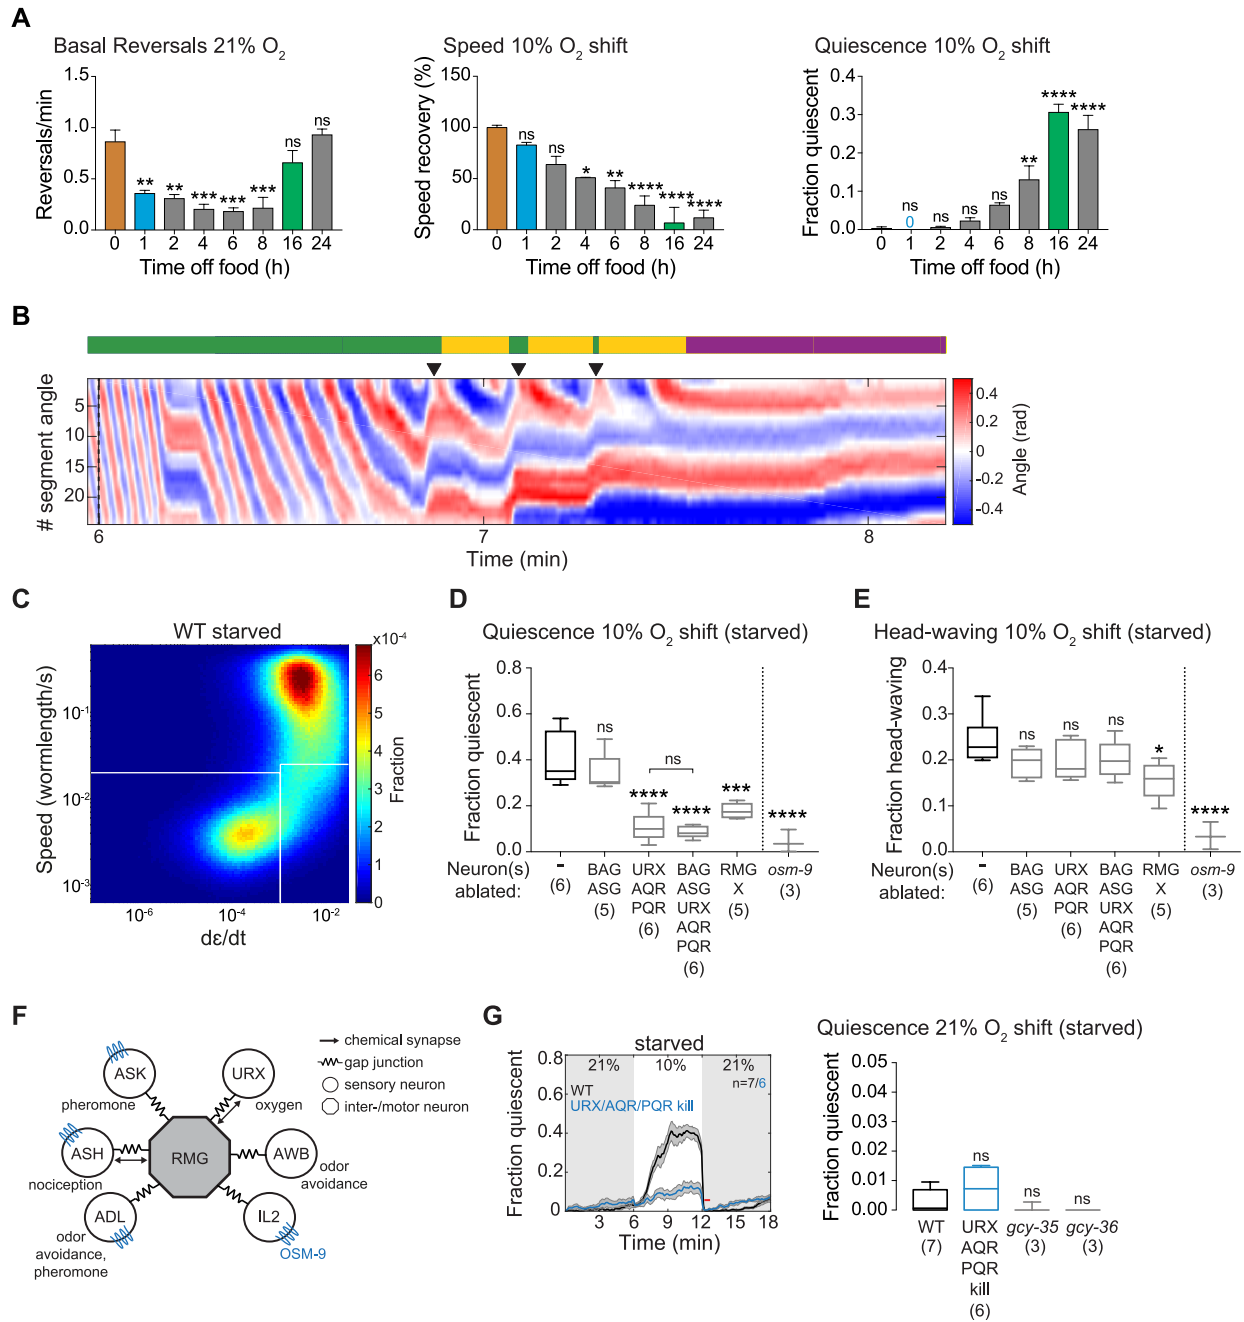 A
Basal Reversals 21% O2
Speed 10% O2 shift
Quiescence 10% O2 shift
Reversals/min
1.5
1.0
0.5
0.0
** ** *** *** *** ns ns
0 1 2 4 6 8 16 24
Time off food (h)
Speed recovery (%)
100
50
0
ns ns * ** **** **** ****
0 1 2 4 6 8 16 24
Time off food (h)
Fraction quiescent
0.4
0.3
0.2
0.1
0.0
ns ns ns ns ** **** ****
0
0 1 2 4 6 8 16 24
Time off food (h)
B
# segment angle
5
10
15
20
6 7 8
Time (min)
0.4
0.2
0
-0.2
-0.4
Angle (rad)
C
WT starved
Speed (wormlength/s)
10-1
10-2
10-3
10-6 10-4 10-2
dε/dt
x10-4
6
5
4
3
2
1
0
Fraction
D
Quiescence 10% O2 shift (starved)
Fraction quiescent
0.8
0.6
0.4
0.2
0.0
ns
ns
**** **** *** ****
Neuron(s)
ablated:
-
(6)
BAG
ASG
(5)
URX
AQR
PQR
(6)
BAG
ASG
URX
AQR
PQR
(6)
RMG
X
(5)
osm-9
(3)
E
Head-waving 10% O2 shift (starved)
Fraction head-waving
0.4
0.3
0.2
0.1
0.0
ns ns ns * ****
Neuron(s)
ablated:
-
(6)
BAG
ASG
(5)
URX
AQR
PQR
(6)
BAG
ASG
URX
AQR
PQR
(6)
RMG
X
(5)
osm-9
(3)
F
ASK
pheromone
URX
oxygen
ASH
nociception
RMG
AWB
odor
avoidance
ADL
odor
avoidance,
pheromone
IL2
OSM-9
chemical synapse
gap junction
sensory neuron
inter-/motor neuron
G
starved
Fraction quiescent
0.8
0.6
0.4
0.2
0
21% 10% 21%
WT
URX/AQR/PQR kill
n=7/6
3 6 9 12 15 18
Time (min)
Quiescence 21% O2 shift (starved)
Fraction quiescent
0.05
0.04
0.03
0.02
0.01
0.00
ns ns ns
WT
(7)
URX
AQR
PQR
kill
(6)
gcy-35
(3)
gcy-36
(3)